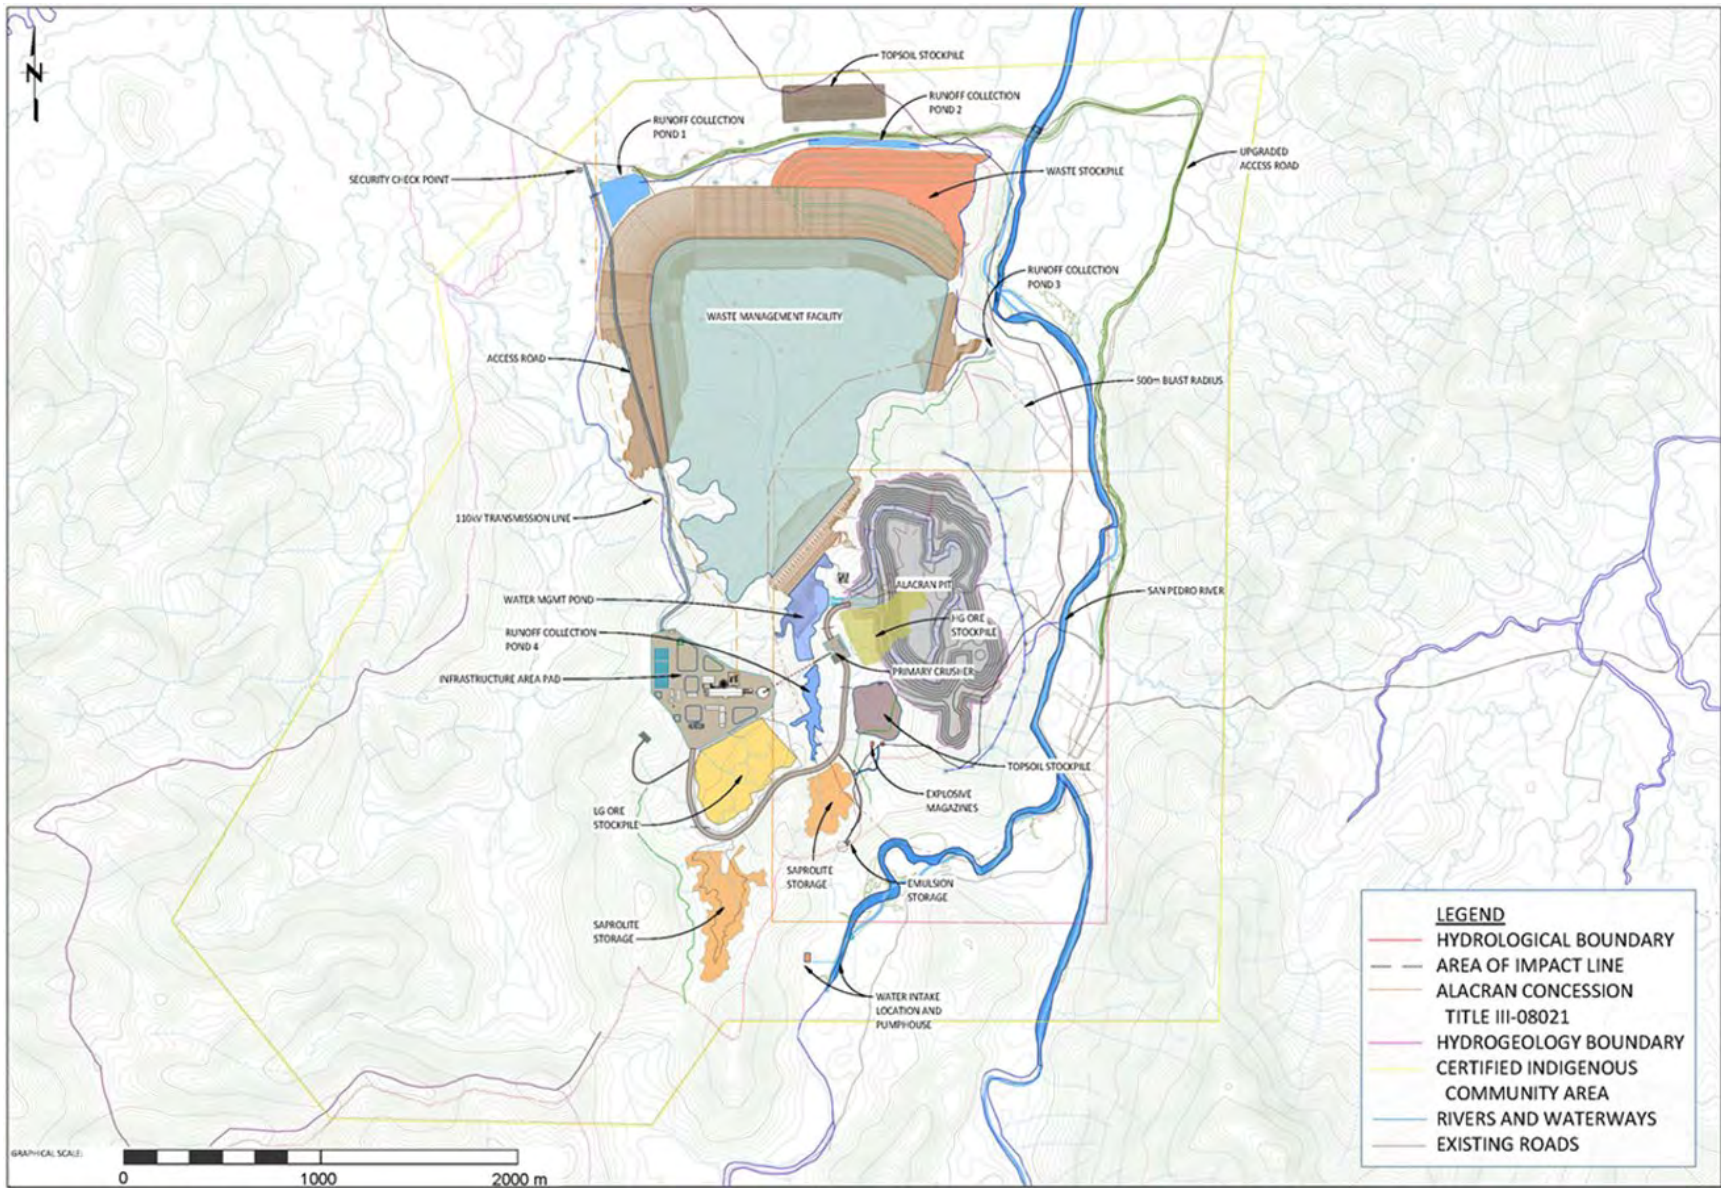 N
TOPSOIL STOCKPILE
RUNOFF COLLECTION
POND 2
RUNOFF COLLECTION
POND 1
UPGRADED
ACCESS ROAD
SECURITY CHECK POINT
WASTE STOCKPILE
RUNOFF COLLECTION
POND 3
WASTE MANAGEMENT FACILITY
ACCESS ROAD
500m BLAST RADIUS
110kV TRANSMISSION LINE
ALACRAN PIT
SAN PEDRO RIVER
WATER MGMT POND
HG ORE
STOCKPILE
RUNOFF COLLECTION
POND 4
PRIMARY CRUSHER
INFRASTRUCTURE AREA PAD
TOPSOIL STOCKPILE
EXPLOSIVE
MAGAZINES
LG ORE
STOCKPILE
SAPROLITE
STORAGE
EMULSION
STORAGE
SAPROLITE
STORAGE
WATER INTAKE
LOCATION AND
PUMPHOUSE
LEGEND
HYDROLOGICAL BOUNDARY
AREA OF IMPACT LINE
ALACRAN CONCESSION
TITLE III-08021
HYDROGEOLOGY BOUNDARY
CERTIFIED INDIGENOUS
COMMUNITY AREA
RIVERS AND WATERWAYS
EXISTING ROADS
GRAPHICAL SCALE:
0 1000 2000 m